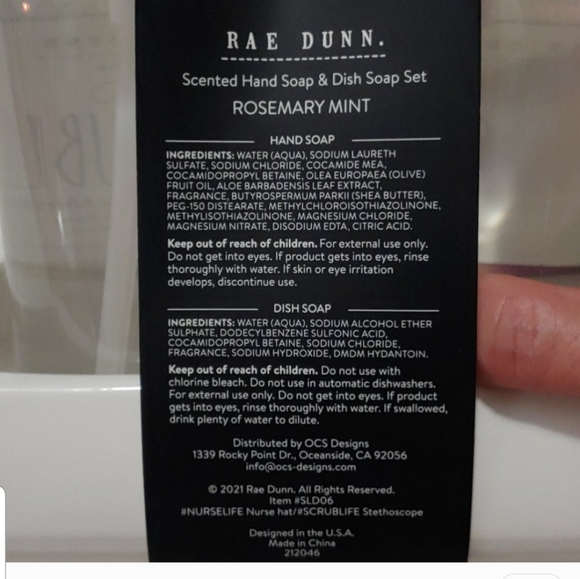 RAE DUNN.
Scented Hand Soap & Dish Soap Set
ROSEMARY MINT
HAND SOAP
INGREDIENTS: WATER (AQUA), SODIUM LAURETH
SULFATE, SODIUM CHLORIDE, COCAMIDE MEA,
COCAMIDOPROPYL BETAINE, OLEA EUROPAEA (OLIVE)
FRUIT OIL, ALOE BARBADENSIS LEAF EXTRACT,
FRAGRANCE, BUTYROSPERMUM PARKII (SHEA BUTTER),
PEG-150 DISTEARATE, METHYLCHLOROISOTHIAZOLINONE,
METHYLISOTHIAZOLINONE, MAGNESIUM CHLORIDE,
MAGNESIUM NITRATE, DISODIUM EDTA, CITRIC ACID.
Keep out of reach of children. For external use only.
Do not get into eyes. If product gets into eyes, rinse
thoroughly with water. If skin or eye irritation
develops, discontinue use.
DISH SOAP
INGREDIENTS: WATER (AQUA), SODIUM ALCOHOL ETHER
SULPHATE, DODECYLBENZENE SULFONIC ACID,
COCAMIDOPROPYL BETAINE, SODIUM CHLORIDE,
FRAGRANCE, SODIUM HYDROXIDE, DMDM HYDANTOIN.
Keep out of reach of children. Do not use with
chlorine bleach. Do not use in automatic dishwashers.
For external use only. Do not get into eyes. If product
gets into eyes, rinse thoroughly with water. If swallowed,
drink plenty of water to dilute.
Distributed by OCS Designs
1339 Rocky Point Dr., Oceanside, CA 92056
info@ocs-designs.com
© 2021 Rae Dunn. All Rights Reserved.
Item #SLD06
#NURSELIFE Nurse hat/#SCRUBLIFE Stethoscope
Designed in the U.S.A.
Made in China
212046